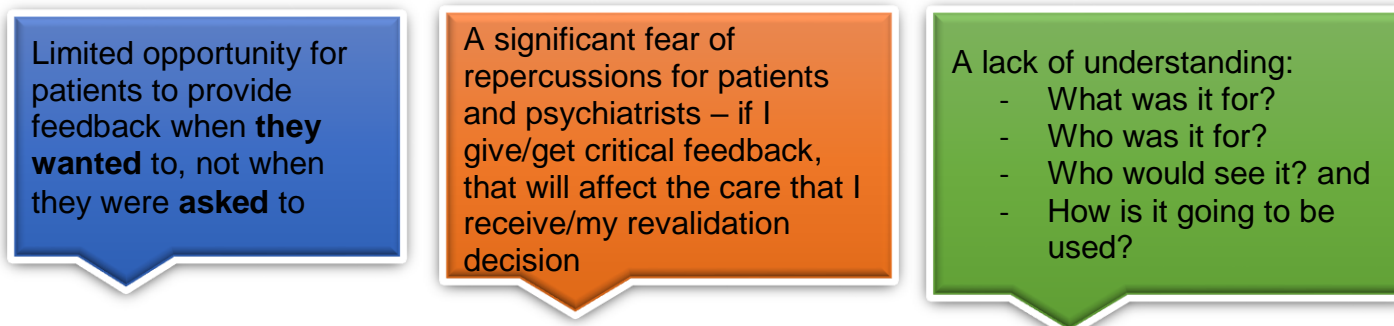 Limited opportunity for
patients to provide
feedback when they
wanted to, not when
they were asked to
A significant fear of
repercussions for patients
and psychiatrists – if I
give/get critical feedback,
that will affect the care that I
receive/my revalidation
decision
A lack of understanding:
- What was it for?
- Who was it for?
- Who would see it? and
- How is it going to be
used?